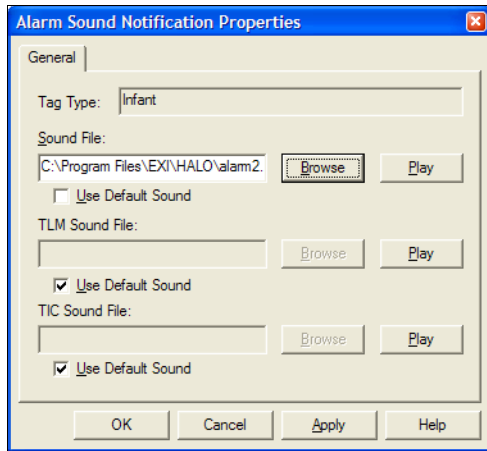 Alarm Sound Notification Properties
General
Tag Type: Infant
Sound File:
C:\Program Files\EXI\HALO\alarm2. Browse Play
Use Default Sound
TLM Sound File:
Browse Play
Use Default Sound
TIC Sound File:
Browse Play
Use Default Sound
OK Cancel Apply Help